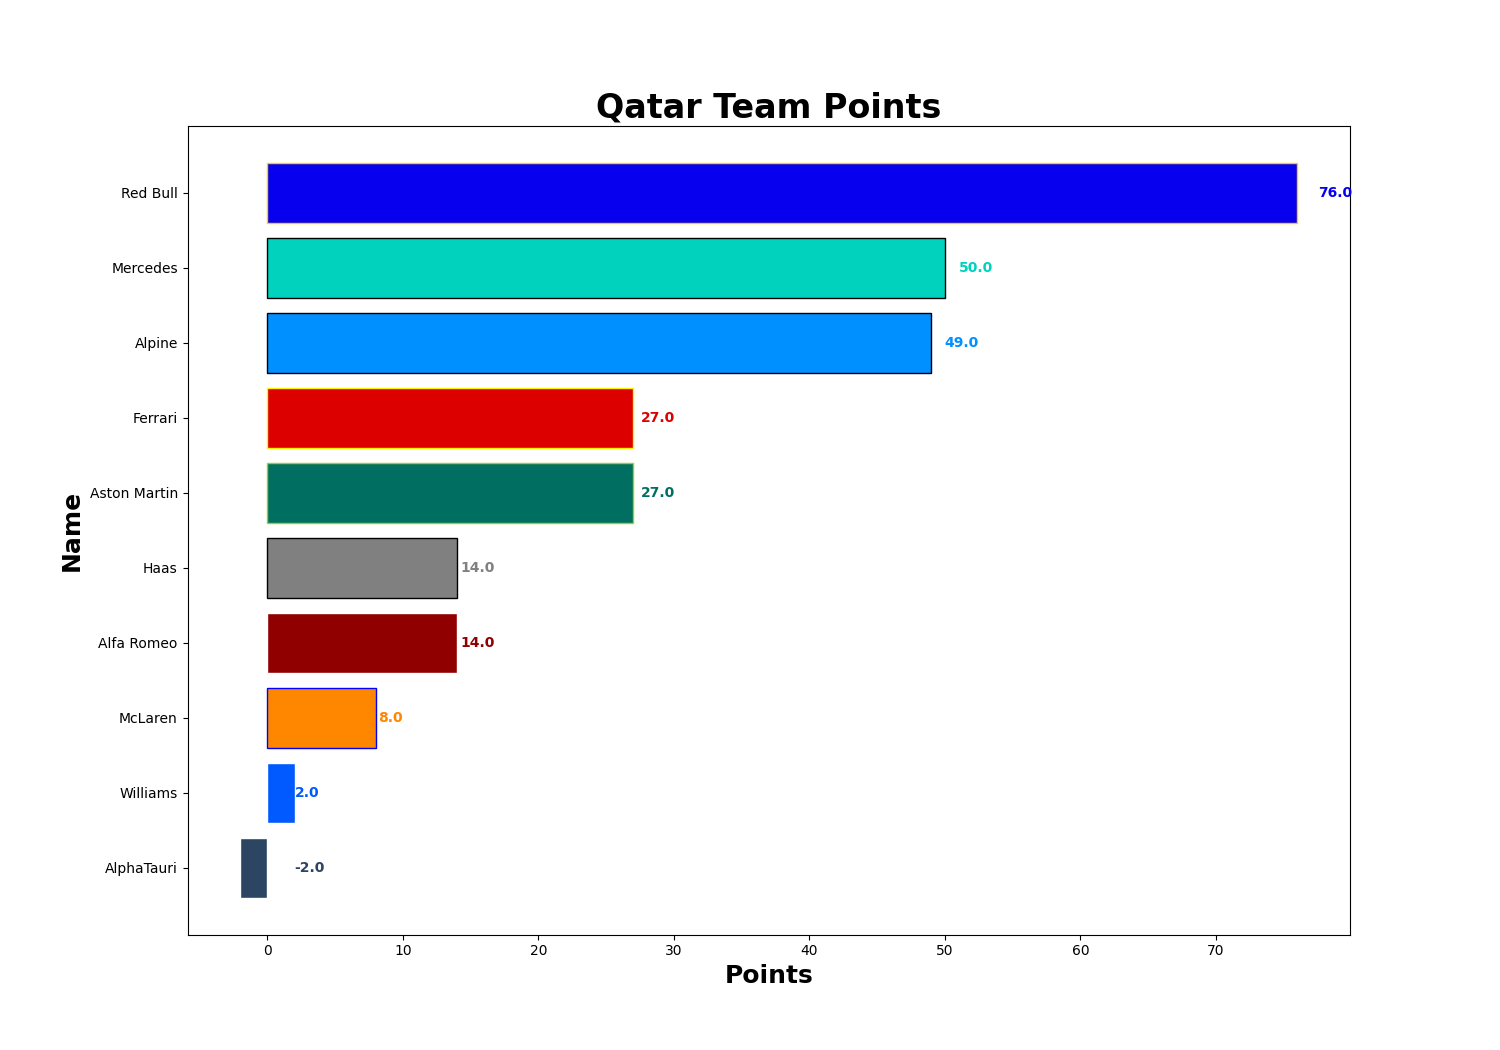 Qatar Team Points
Red Bull 76.0
Mercedes 50.0
Alpine 49.0
Ferrari 27.0
Aston Martin 27.0
Name
Haas 14.0
Alfa Romeo 14.0
McLaren 8.0
Williams 2.0
AlphaTauri -2.0
0 10 20 30 40 50 60 70
Points